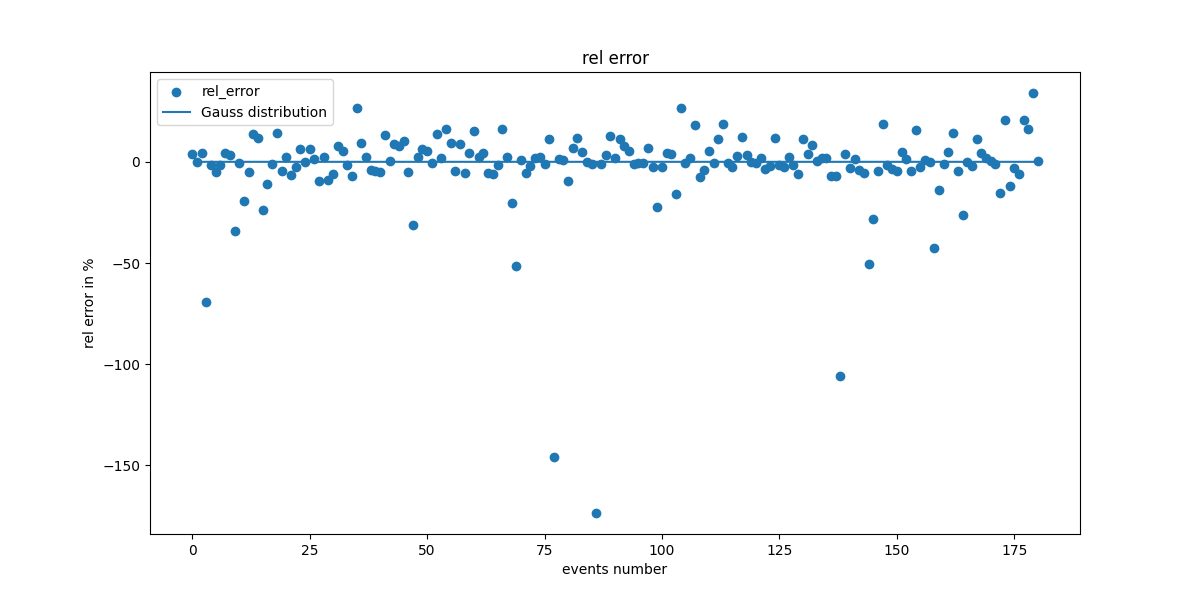 rel error
rel_error
Gauss distribution
rel error in %
0
−50
−100
−150
0
25
50
75
100
125
150
175
events number